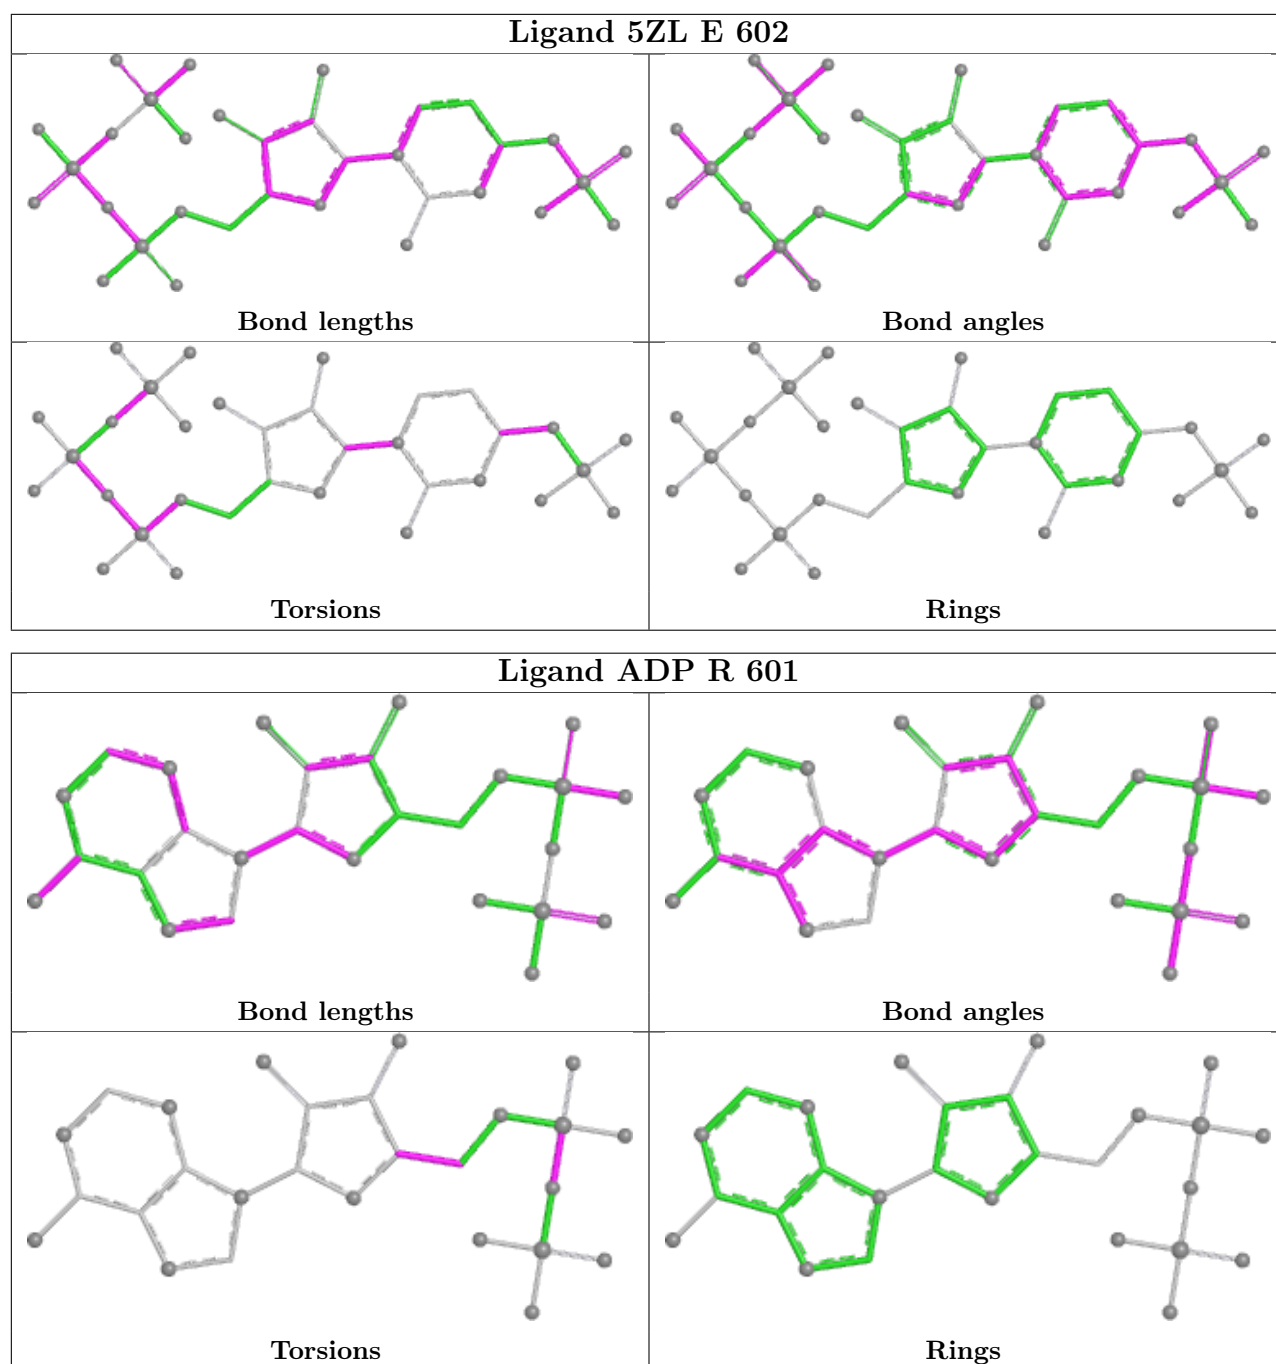 Ligand 5ZL E 602
Bond lengths
Bond angles
Torsions
Rings
Ligand ADP R 601
Bond lengths
Bond angles
Torsions
Rings